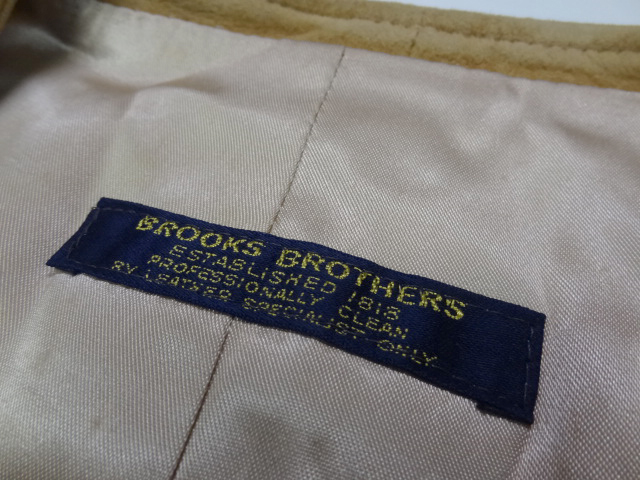 BROOKS BROTHERS
ESTABLISHED 1818
PROFESSIONALLY CLEAN
BY LEATHER SPECIALIST ONLY